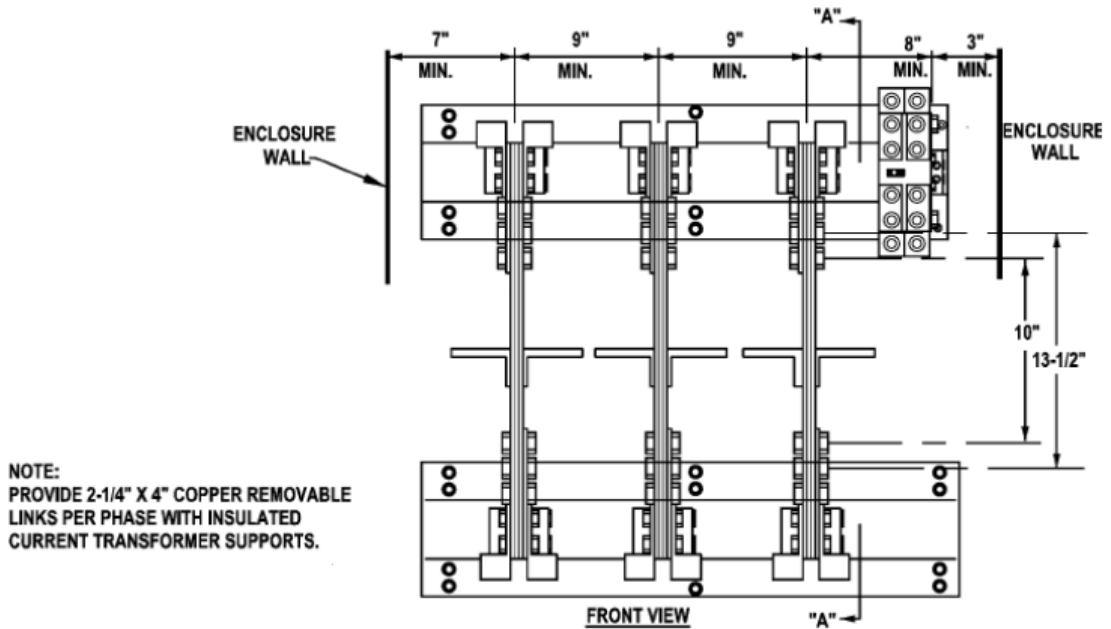 "A"
7"
9"
9"
8"
3"
MIN.
MIN.
MIN.
MIN.
MIN.
ENCLOSURE
WALL
ENCLOSURE
WALL
10"
13-1/2"
NOTE:
PROVIDE 2-1/4" X 4" COPPER REMOVABLE
LINKS PER PHASE WITH INSULATED
CURRENT TRANSFORMER SUPPORTS.
FRONT VIEW
"A"